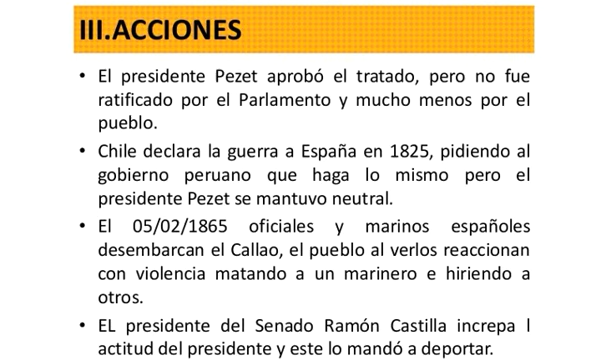 III.ACCIONES
• El presidente Pezet aprobó el tratado, pero no fue
ratificado por el Parlamento y mucho menos por el
pueblo.
• Chile declara la guerra a España en 1825, pidiendo al
gobierno peruano que haga lo mismo pero el
presidente Pezet se mantuvo neutral.
• El 05/02/1865 oficiales y marinos españoles
desembarcan el Callao, el pueblo al verlos reaccionan
con violencia matando a un marinero e hiriendo a
otros.
• EL presidente del Senado Ramón Castilla increpa l
actitud del presidente y este lo mandó a deportar.